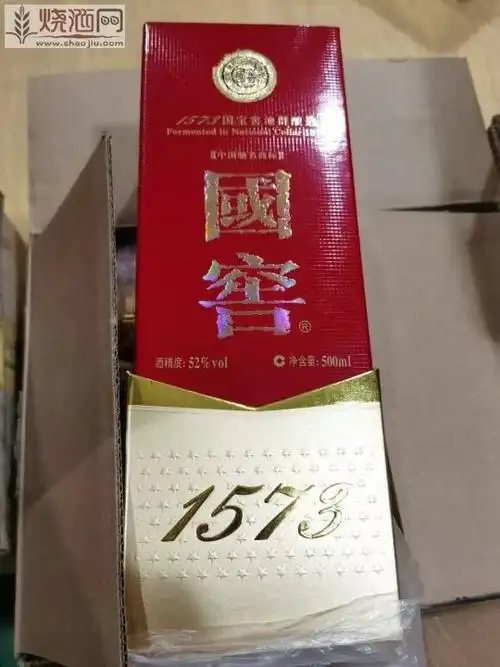 烧酒网
www.shaojiu.com
1573国宝窖池群酿造
Fermented in National Cellar
【中国驰名商标】
國窖®
酒精度:52%vol
净含量:500ml
1573